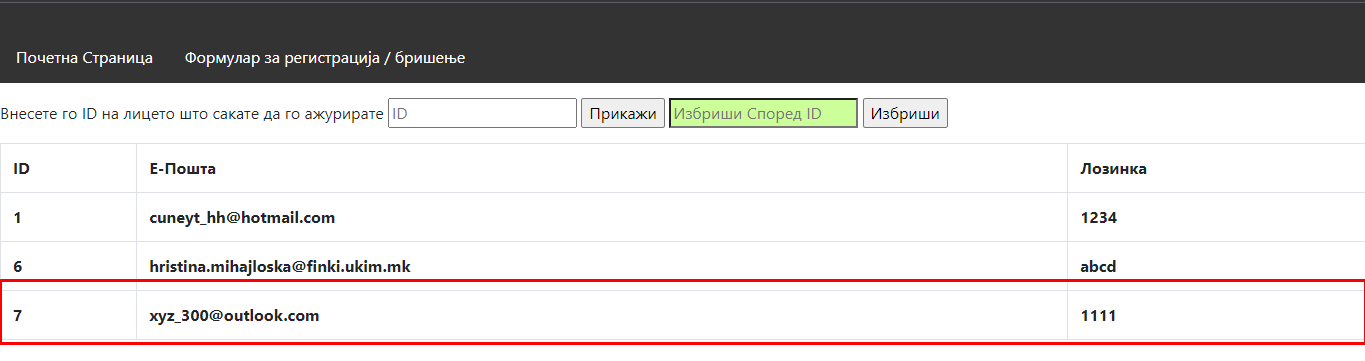 Почетна Страница Формулар за регистрација / бришење
Внесете го ID на лицето што сакате да го ажурирате ID Прикажи Избриши Според ID Избриши
ID Е-Пошта Лозинка
1 cuneyt_hh@hotmail.com 1234
6 hristina.mihajloska@finki.ukim.mk abcd
7 xyz_300@outlook.com 1111